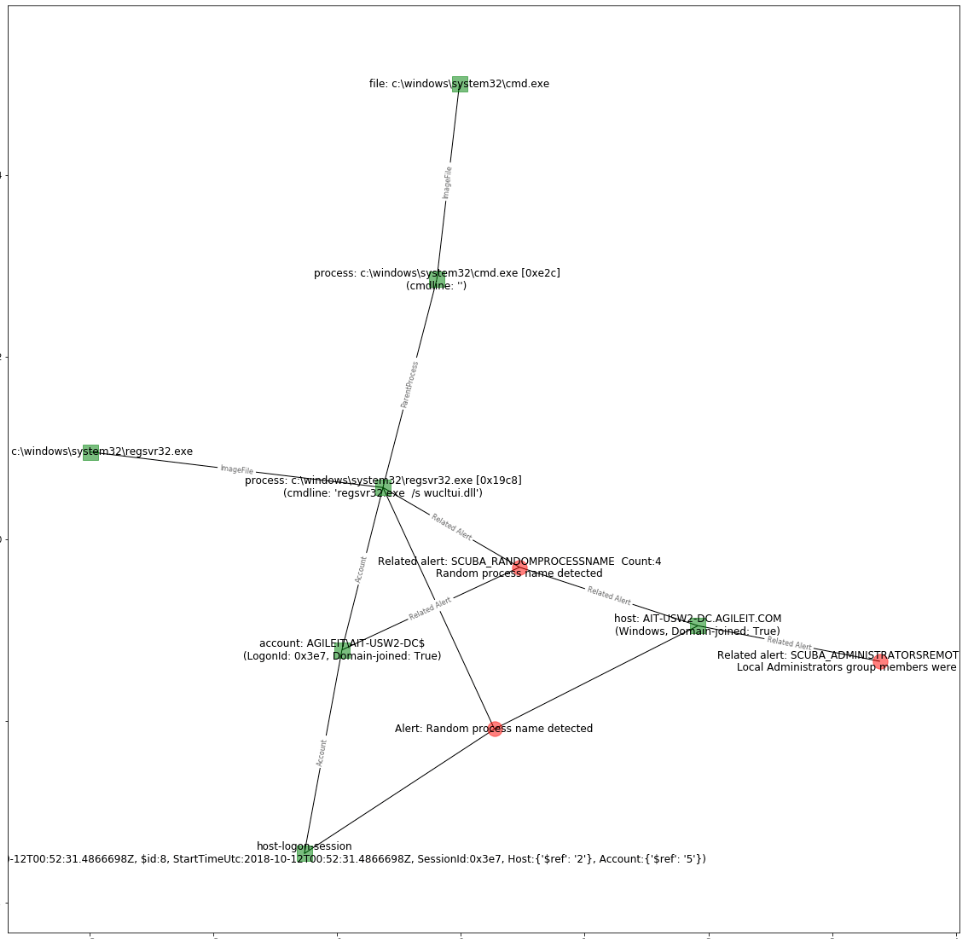 file: c:\windows\system32\cmd.exe
4
ImageFile
process: c:\windows\system32\cmd.exe [0xe2c]
(cmdline: '')
2
ParentProcess
c:\windows\system32\regsvr32.exe
ImageFile
process: c:\windows\system32\regsvr32.exe [0x19c8]
(cmdline: 'regsvr32.exe  /s wucltui.dll')
Related Alert
0
Related alert: SCUBA_RANDOMPROCESSNAME  Count:4
Random process name detected
Account
Related Alert
Related Alert
host: AIT-USW2-DC.AGILEIT.COM
(Windows, Domain-joined: True)
Related Alert
account: AGILEIT\AIT-USW2-DC$
(LogonId: 0x3e7, Domain-joined: True)
Related alert: SCUBA_ADMINISTRATORSREMOT
Local Administrators group members were
Alert: Random process name detected
Account
host-logon-session
-12T00:52:31.4866698Z, $id:8, StartTimeUtc:2018-10-12T00:52:31.4866698Z, SessionId:0x3e7, Host:{'$ref': '2'}, Account:{'$ref': '5'})